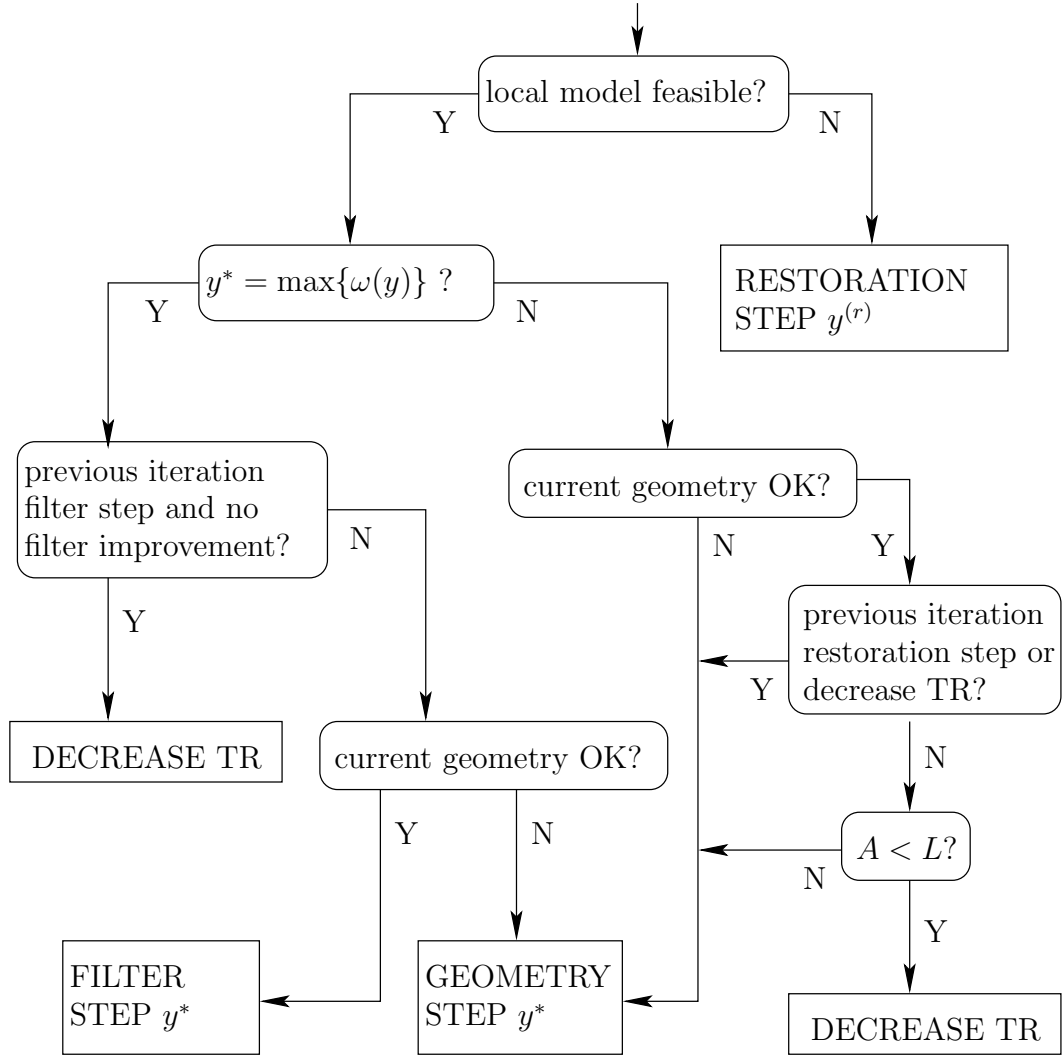 local model feasible?
Y
N
y* = max{ω(y)} ?
Y
N
RESTORATION
STEP y^(r)
previous iteration
filter step and no
filter improvement?
N
Y
current geometry OK?
N
Y
previous iteration
restoration step or
decrease TR?
Y
N
DECREASE TR
current geometry OK?
Y
N
A < L?
N
Y
FILTER
STEP y*
GEOMETRY
STEP y*
DECREASE TR